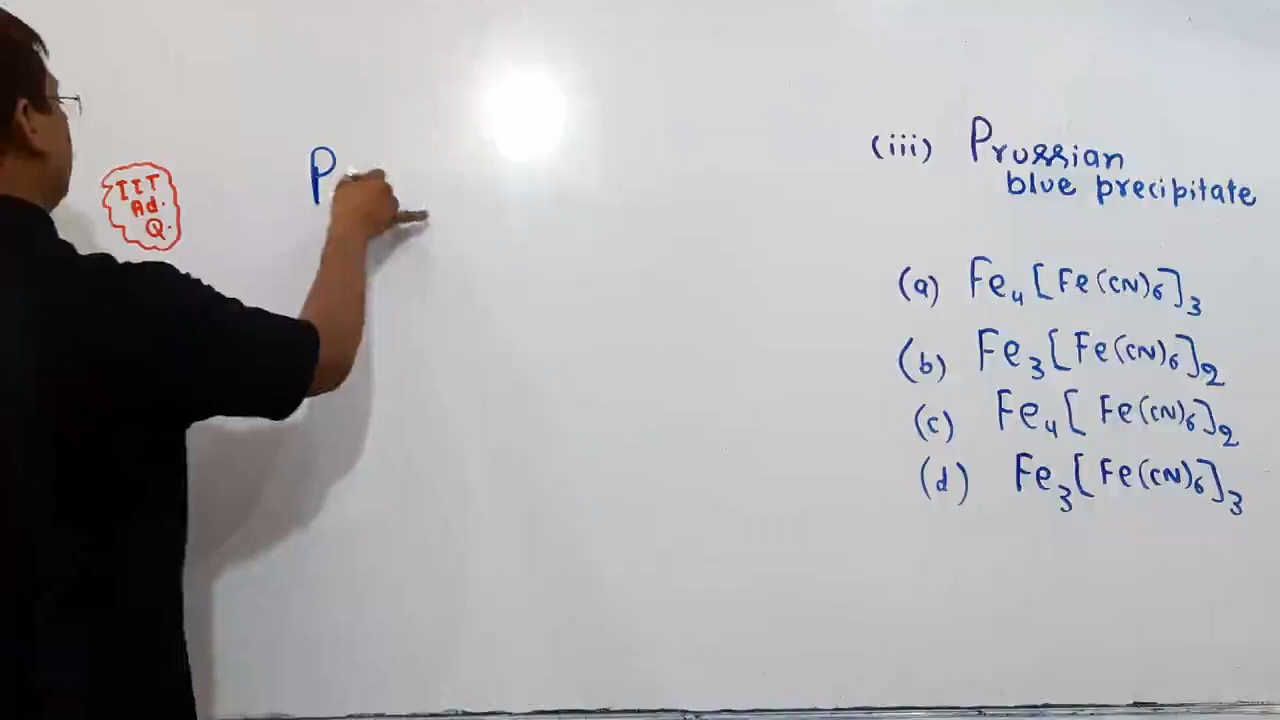 IIT
Ad.
Q.
P
(iii) Prussian
blue precipitate
(a) Fe₄[Fe(CN)₆]₃
(b) Fe₃[Fe(CN)₆]₂
(c) Fe₄[Fe(CN)₆]₂
(d) Fe₃[Fe(CN)₆]₃